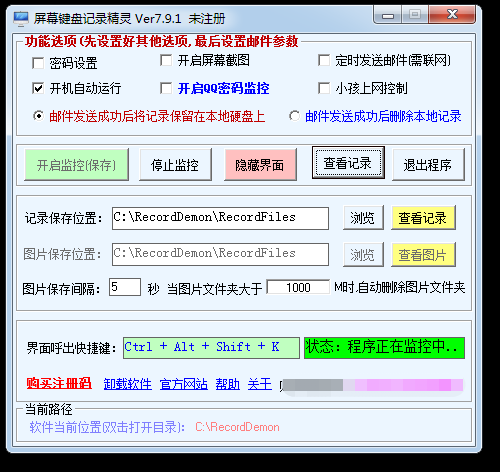 屏幕键盘记录精灵 Ver7.9.1 未注册
功能选项(先设置好其他选项,最后设置邮件参数
密码设置 开启屏幕截图 定时发送邮件(需联网)
开机自动运行 开启QQ密码监控 小孩上网控制
邮件发送成功后将记录保留在本地硬盘上 邮件发送成功后删除本地记录
开启监控(保存) 停止监控 隐藏界面 查看记录 退出程序
记录保存位置： C:\RecordDemon\RecordFiles 浏览 查看记录
图片保存位置： C:\RecordDemon\RecordFiles 浏览 查看图片
图片保存间隔： 5 秒 当图片文件夹大于 1000 M时,自动删除图片文件夹
界面呼出快捷键： Ctrl + Alt + Shift + K 状态：程序正在监控中..
购买注册码 卸载软件 官方网站 帮助 关于
当前路径
软件当前位置(双击打开目录)： C:\RecordDemon